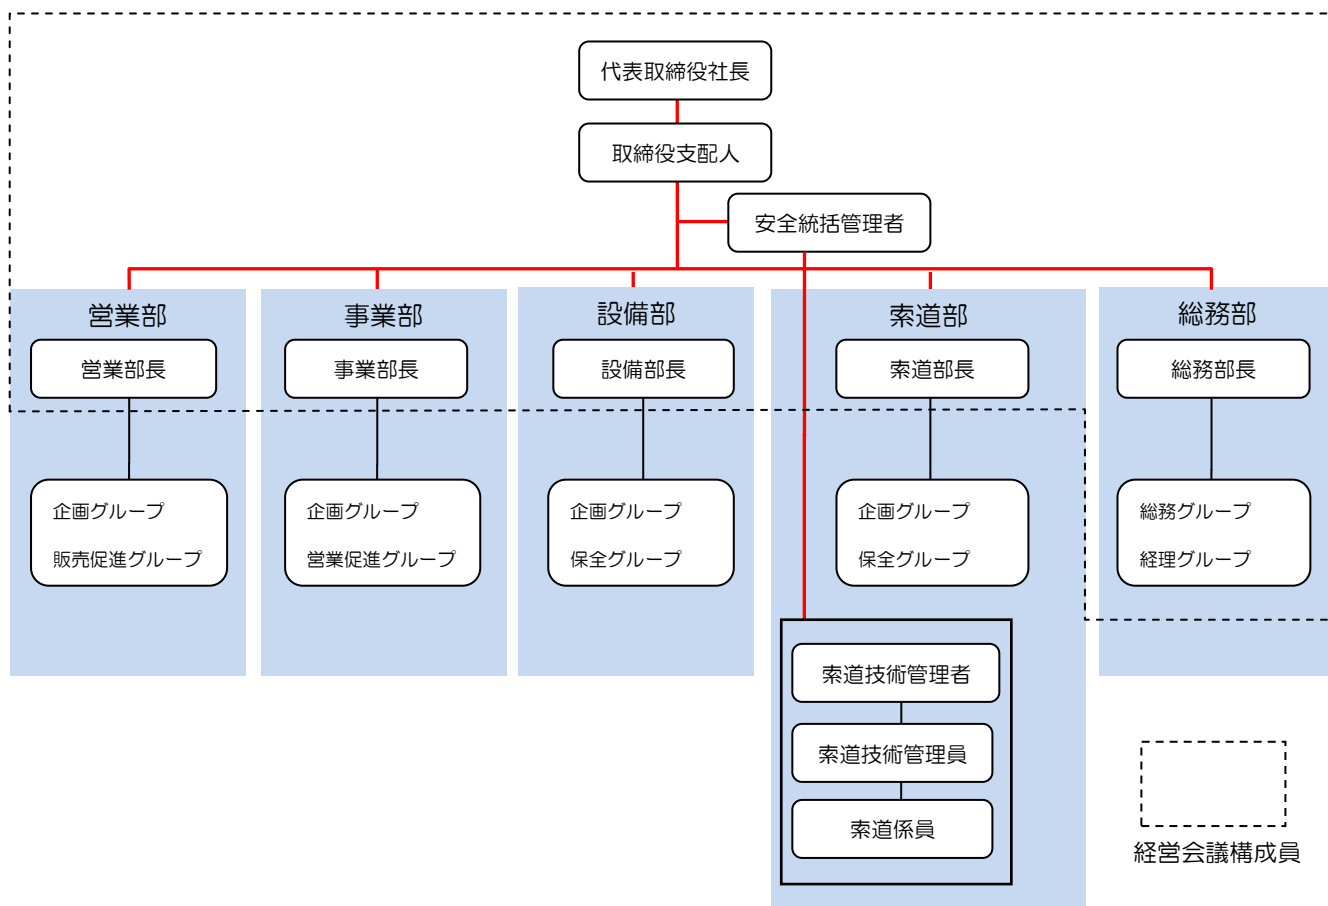 代表取締役社長
取締役支配人
安全統括管理者
営業部
事業部
設備部
索道部
総務部
営業部長
事業部長
設備部長
索道部長
総務部長
企画グループ
販売促進グループ
企画グループ
営業促進グループ
企画グループ
保全グループ
企画グループ
保全グループ
総務グループ
経理グループ
索道技術管理者
索道技術管理員
索道係員
経営会議構成員